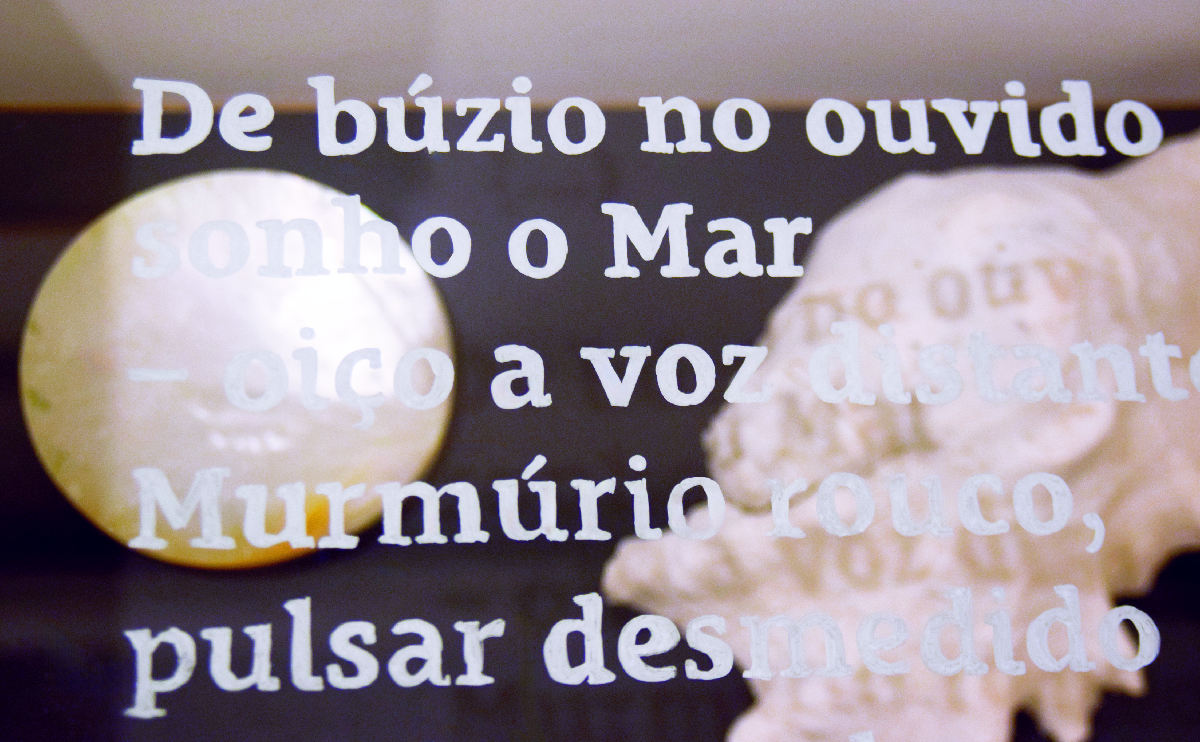 De búzio no ouvido
sonho o Mar
– oiço a voz distante
Murmúrio rouco,
pulsar desmedido